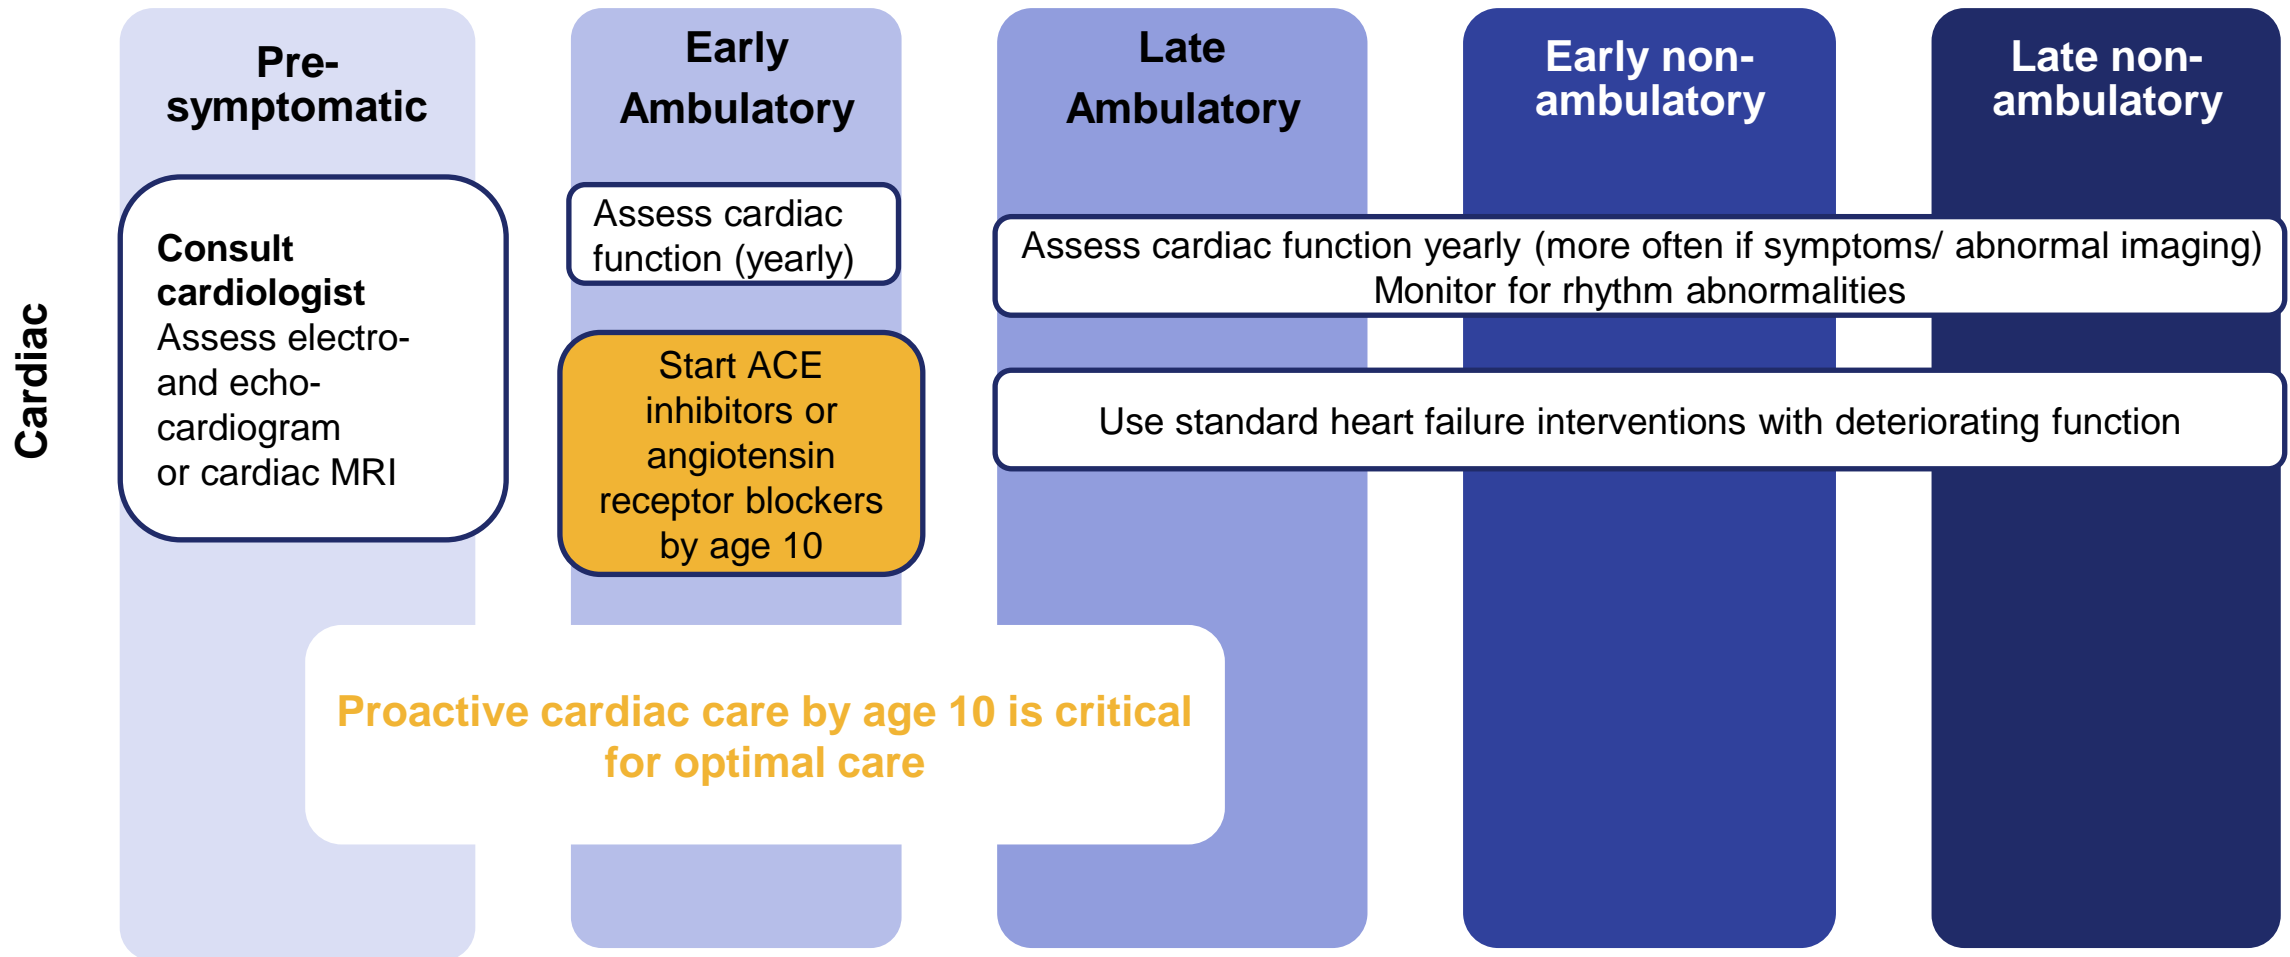 Cardiac
Pre-
symptomatic
Early
Ambulatory
Late
Ambulatory
Early non-
ambulatory
Late non-
ambulatory
Consult
cardiologist
Assess electro-
and echo-
cardiogram
or cardiac MRI
Assess cardiac
function (yearly)
Start ACE
inhibitors or
angiotensin
receptor blockers
by age 10
Assess cardiac function yearly (more often if symptoms/ abnormal imaging)
Monitor for rhythm abnormalities
Use standard heart failure interventions with deteriorating function
Proactive cardiac care by age 10 is critical
for optimal care